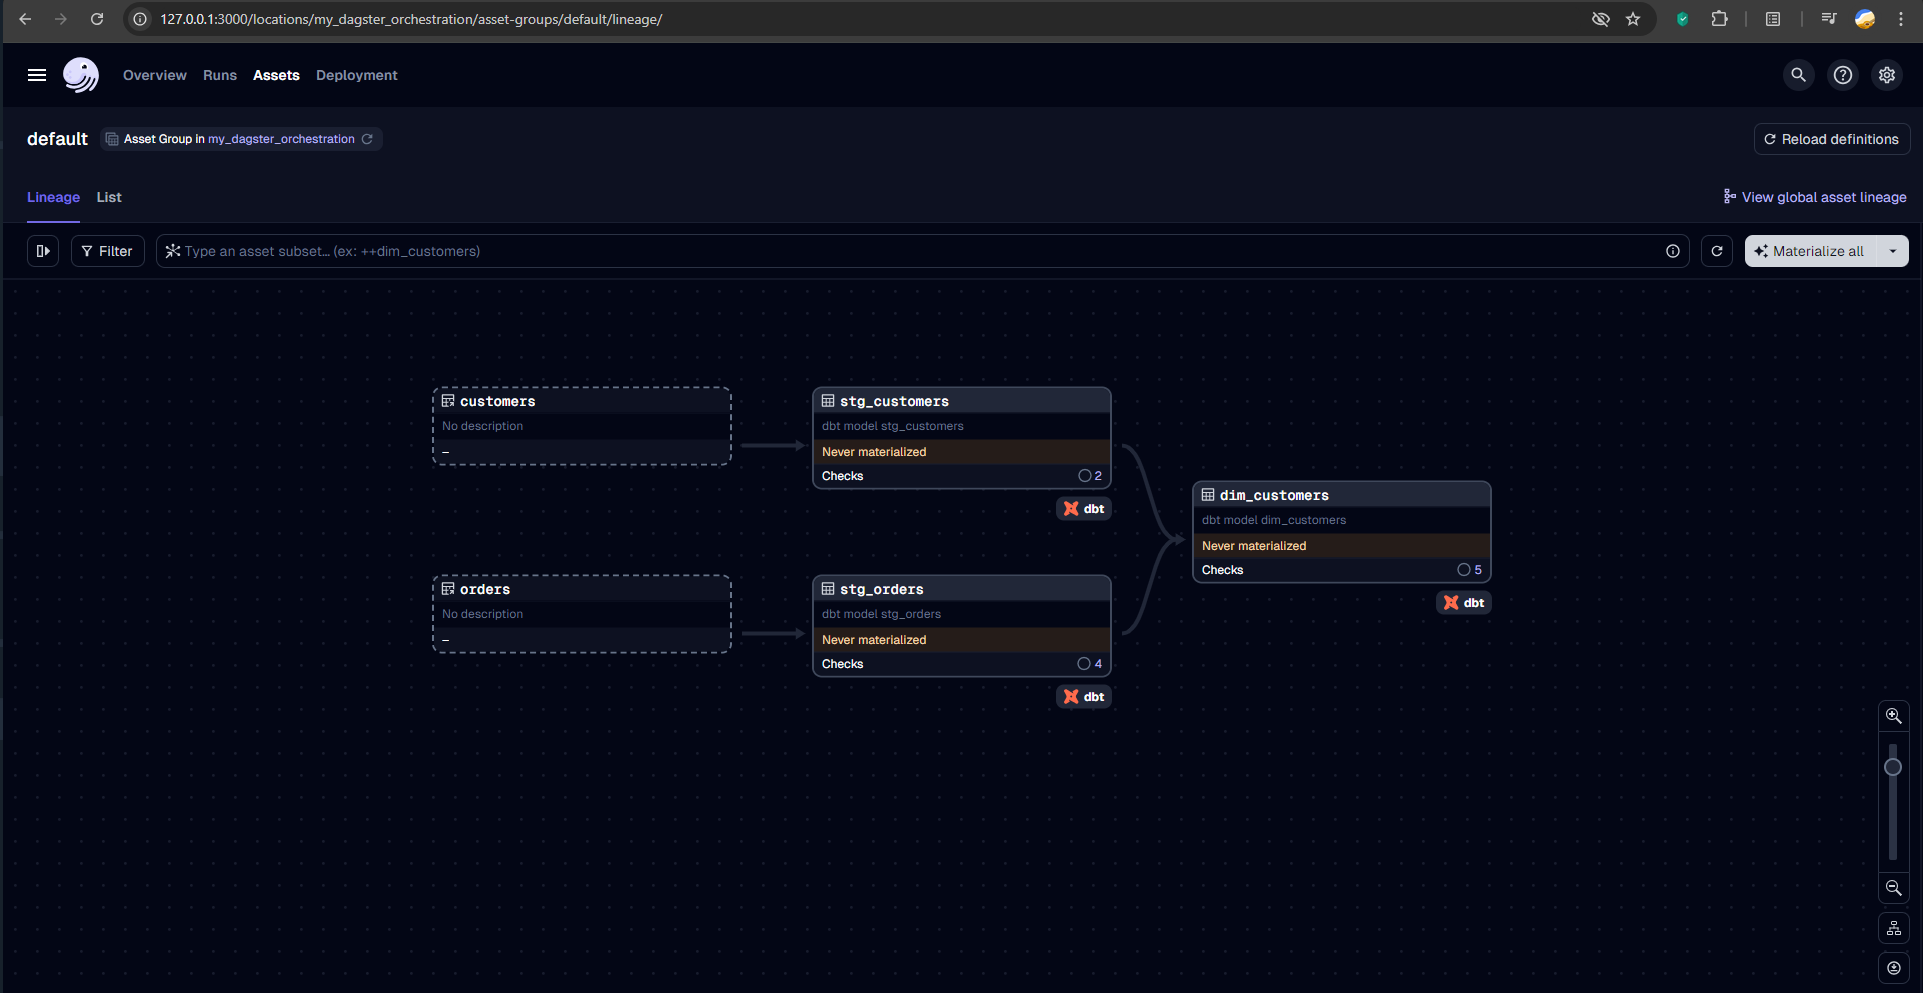 127.0.0.1:3000/locations/my_dagster_orchestration/asset-groups/default/lineage/
Overview Runs Assets Deployment
default Asset Group in my_dagster_orchestration Reload definitions
Lineage List View global asset lineage
Filter Type an asset subset... (ex: ++dim_customers) Materialize all
customers
No description
–
stg_customers
dbt model stg_customers
Never materialized
Checks 2
dbt
orders
No description
–
stg_orders
dbt model stg_orders
Never materialized
Checks 4
dbt
dim_customers
dbt model dim_customers
Never materialized
Checks 5
dbt